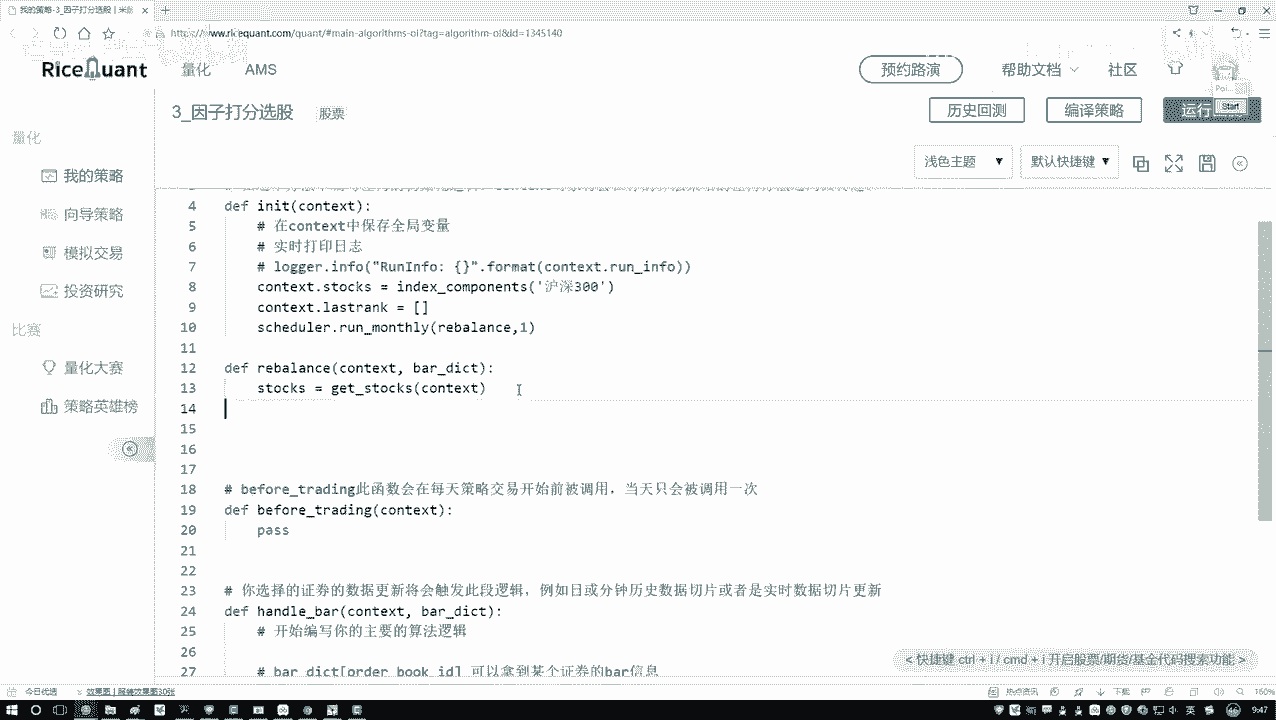 我的策略-3_因子打分选股 | 米
https://www.ricequant.com/quant/#main-algorithms-ol?tag=algorithm-ol&id=1345140
RiceQuant 量化 AMS 预约路演 帮助文档 社区
3_因子打分选股 股票 历史回测 编译策略 运行 Start
量化
浅色主题 ▼ 默认快捷键 ▼
我的策略
向导策略
模拟交易
投资研究
比赛
量化大赛
策略英雄榜
4 def init(context):
5 # 在context中保存全局变量
6 # 实时打印日志
7 # logger.info("RunInfo: {}".format(context.run_info))
8 context.stocks = index_components('沪深300')
9 context.lastrank = []
10 scheduler.run_monthly(rebalance,1)
11
12 def rebalance(context, bar_dict):
13 stocks = get_stocks(context)
14
15
16
17
18 # before_trading此函数会在每天策略交易开始前被调用，当天只会被调用一次
19 def before_trading(context):
20 pass
21
22
23 # 你选择的证券的数据更新将会触发此段逻辑，例如日或分钟历史数据切片或者是实时数据切片更新
24 def handle_bar(context, bar_dict):
25 # 开始编写你的主要的算法逻辑
26
27 # bar_dict[order_book_id] 可以拿到某个证券的bar信息
< 快捷键 ctrl + i / cmd + i 开启股票/期货/基金代码搜索功能 >
今日优选 效果图 | 服装效果图30张 热点资讯 下载 160%
英 9:47